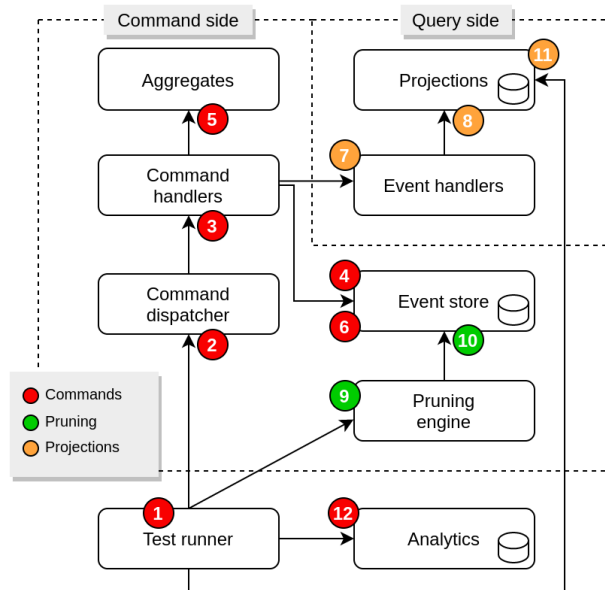 Command side
Query side
11
Aggregates
Projections
5
8
7
Command
handlers
Event handlers
3
4
Command
dispatcher
Event store
6
2
10
Commands
Pruning
Projections
9
Pruning
engine
1
12
Test runner
Analytics